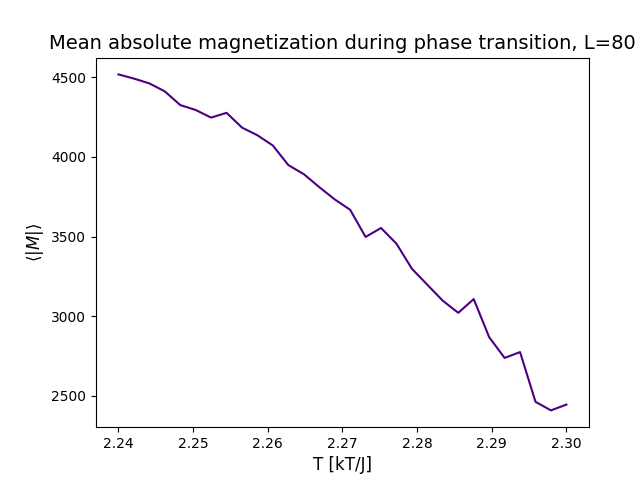 Mean absolute magnetization during phase transition, L=80
4500
4000
3500
3000
2500
⟨|M|⟩
2.24 2.25 2.26 2.27 2.28 2.29 2.30
T [kT/J]